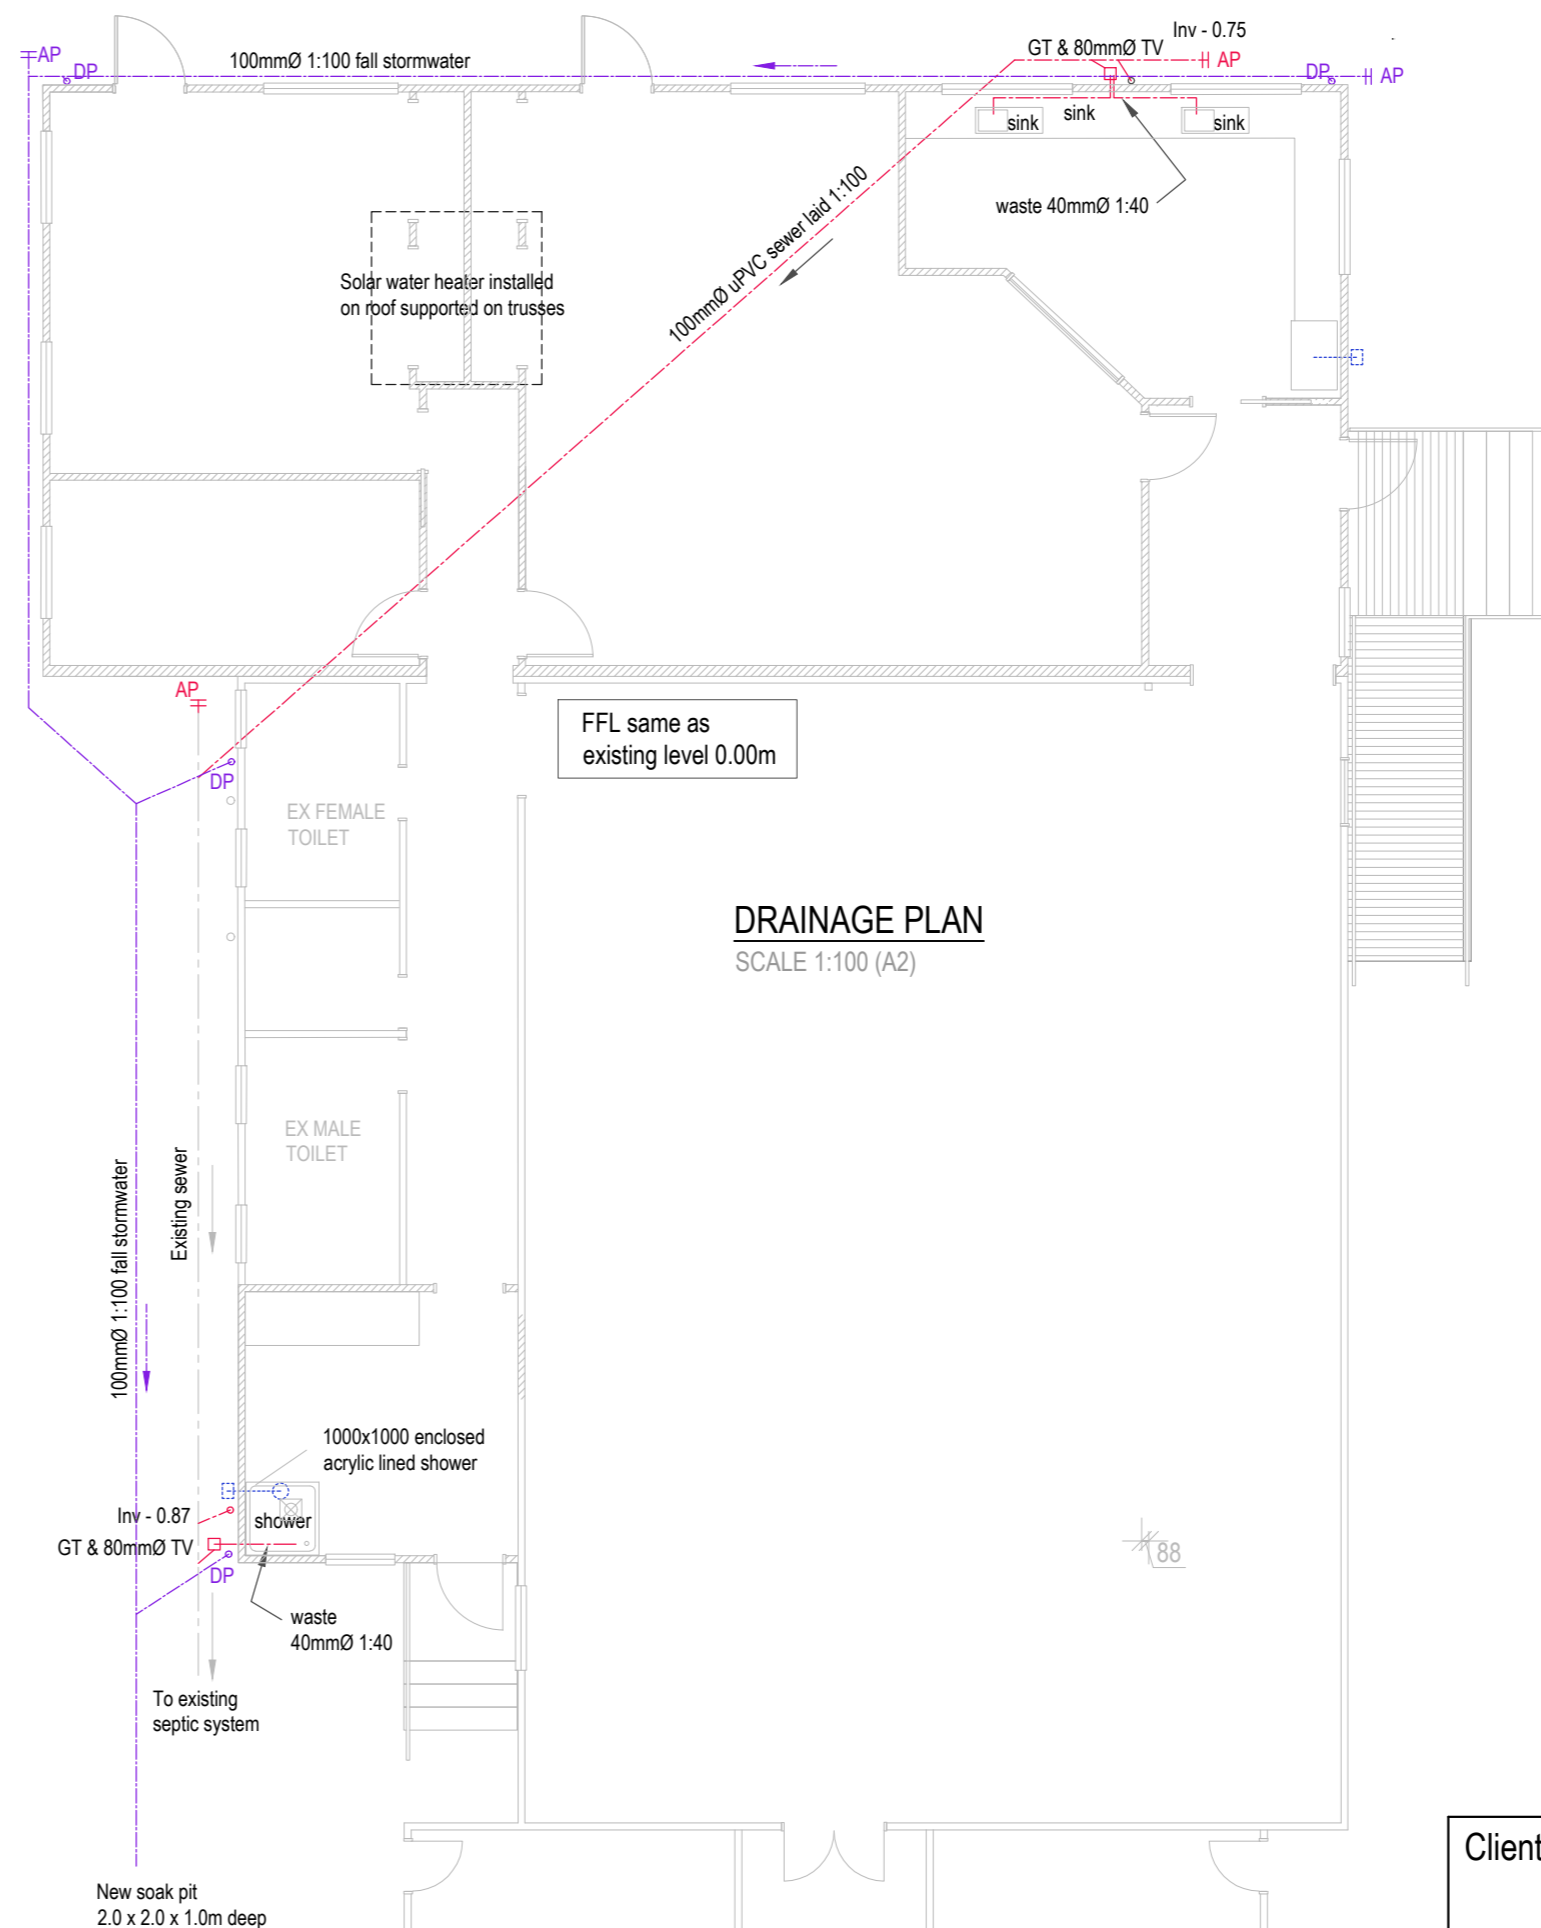 Inv - 0.75
AP
GT & 80mmØ TV
100mmØ 1:100 fall stormwater
AP
DP
DP
AP
sink
sink
sink
100mmØ uPVC sewer laid 1:100
waste 40mmØ 1:40
Solar water heater installed
on roof supported on trusses
AP
FFL same as
existing level 0.00m
DP
EX FEMALE
TOILET
DRAINAGE PLAN
SCALE 1:100 (A2)
EX MALE
TOILET
Existing sewer
100mmØ 1:100 fall stormwater
1000x1000 enclosed
acrylic lined shower
Inv - 0.87
shower
GT & 80mmØ TV
88
DP
waste
40mmØ 1:40
To existing
septic system
Client
New soak pit
2.0 x 2.0 x 1.0m deep